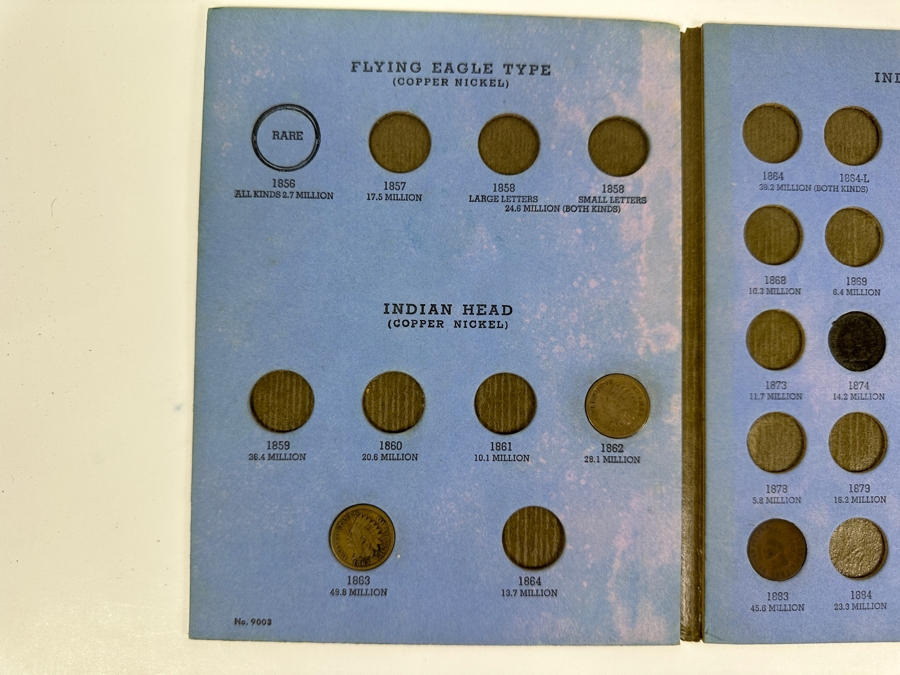 FLYING EAGLE TYPE
(COPPER NICKEL)
RARE
1856
ALL KINDS 2.7 MILLION
1857
17.5 MILLION
1858
LARGE LETTERS
1858
SMALL LETTERS
24.6 MILLION (BOTH KINDS)
INDIAN HEAD
(COPPER NICKEL)
1859
36.4 MILLION
1860
20.6 MILLION
1861
10.1 MILLION
1862
28.1 MILLION
1863
1863
49.8 MILLION
1864
13.7 MILLION
No. 9003
IND
1864
1864-L
39.2 MILLION (BOTH KINDS)
1868
10.3 MILLION
1869
6.4 MILLION
1873
11.7 MILLION
1874
14.2 MILLION
1878
5.8 MILLION
1879
16.2 MILLION
1883
45.6 MILLION
1884
23.3 MILLION